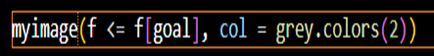 myimage(f <= f[goal], col = grey.colors(2))